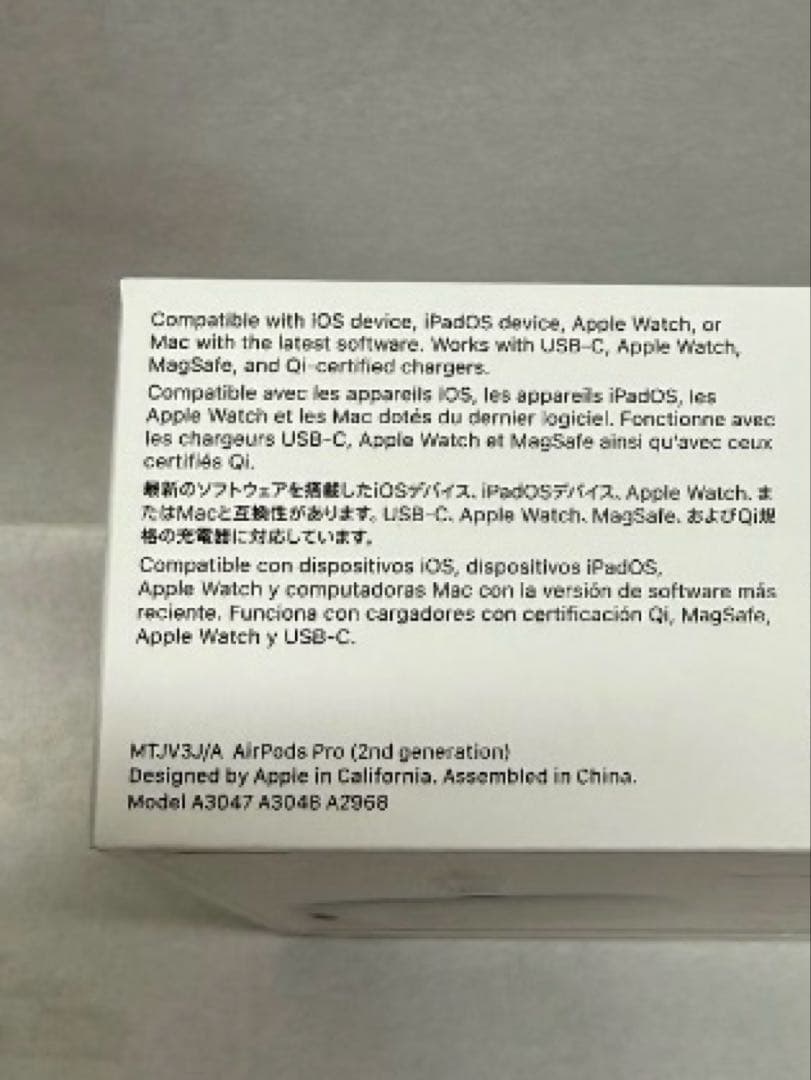 Compatible with iOS device, iPadOS device, Apple Watch, or
Mac with the latest software. Works with USB-C, Apple Watch,
MagSafe, and Qi-certified chargers.
Compatible avec les appareils iOS, les appareils iPadOS, les
Apple Watch et les Mac dotés du dernier logiciel. Fonctionne avec
les chargeurs USB-C, Apple Watch et MagSafe ainsi qu'avec ceux
certifiés Qi.
最新のソフトウェアを搭載したiOSデバイス、iPadOSデバイス、Apple Watch、ま
たはMacと互換性があります。USB-C、Apple Watch、MagSafe、およびQi規
格の充電器に対応しています。
Compatible con dispositivos iOS, dispositivos iPadOS,
Apple Watch y computadoras Mac con la versión de software más
reciente. Funciona con cargadores con certificación Qi, MagSafe,
Apple Watch y USB-C.
MTJV3J/A AirPods Pro (2nd generation)
Designed by Apple in California. Assembled in China.
Model A3047 A3048 A2968